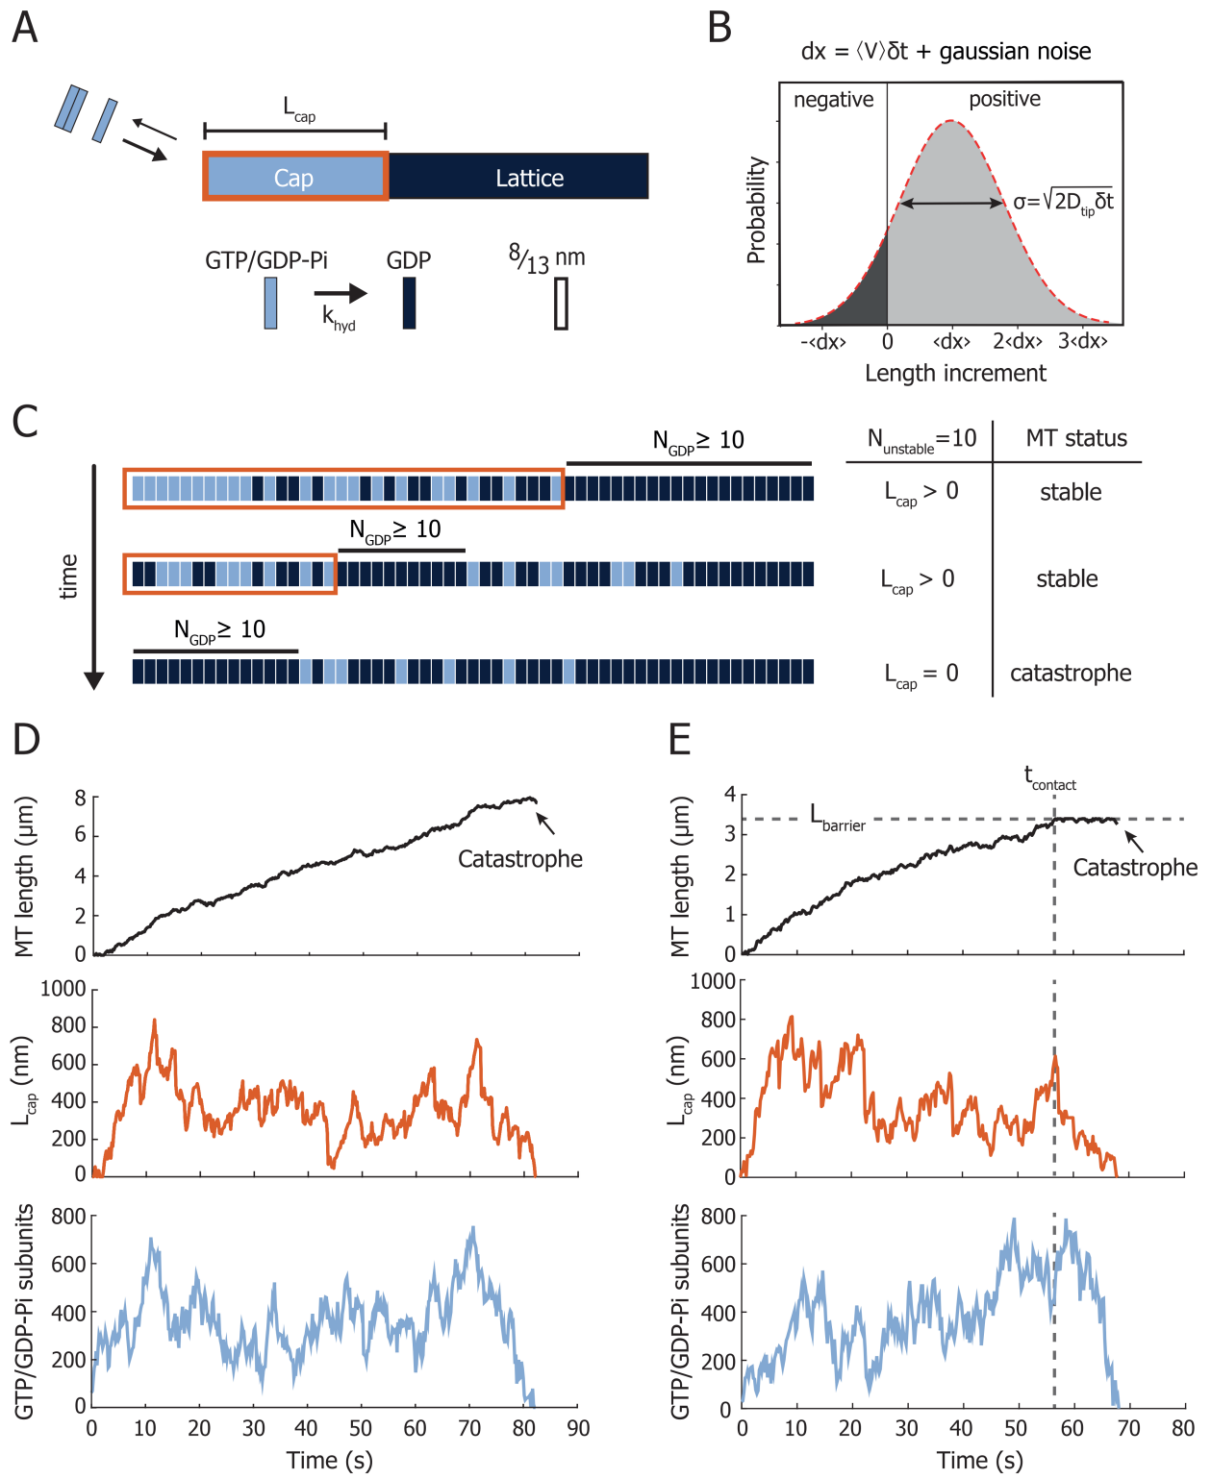 A
L_cap
Cap
Lattice
GTP/GDP-Pi
GDP
8/13 nm
k_hyd
B
dx = ⟨V⟩δt + gaussian noise
negative
positive
σ=√2D_tipδt
Probability
-‹dx›
0
‹dx›
2‹dx›
3‹dx›
Length increment
C
time
N_GDP ≥ 10
N_unstable=10
MT status
L_cap > 0
stable
N_GDP ≥ 10
L_cap > 0
stable
N_GDP ≥ 10
L_cap = 0
catastrophe
D
MT length (µm)
8
6
4
2
0
Catastrophe
L_cap (nm)
1000
800
600
400
200
0
GTP/GDP-Pi subunits
800
600
400
200
0
0 10 20 30 40 50 60 70 80 90
Time (s)
E
t_contact
MT length (µm)
4
3
2
1
0
L_barrier
Catastrophe
L_cap (nm)
1000
800
600
400
200
0
GTP/GDP-Pi subunits
800
600
400
200
0
0 10 20 30 40 50 60 70 80
Time (s)